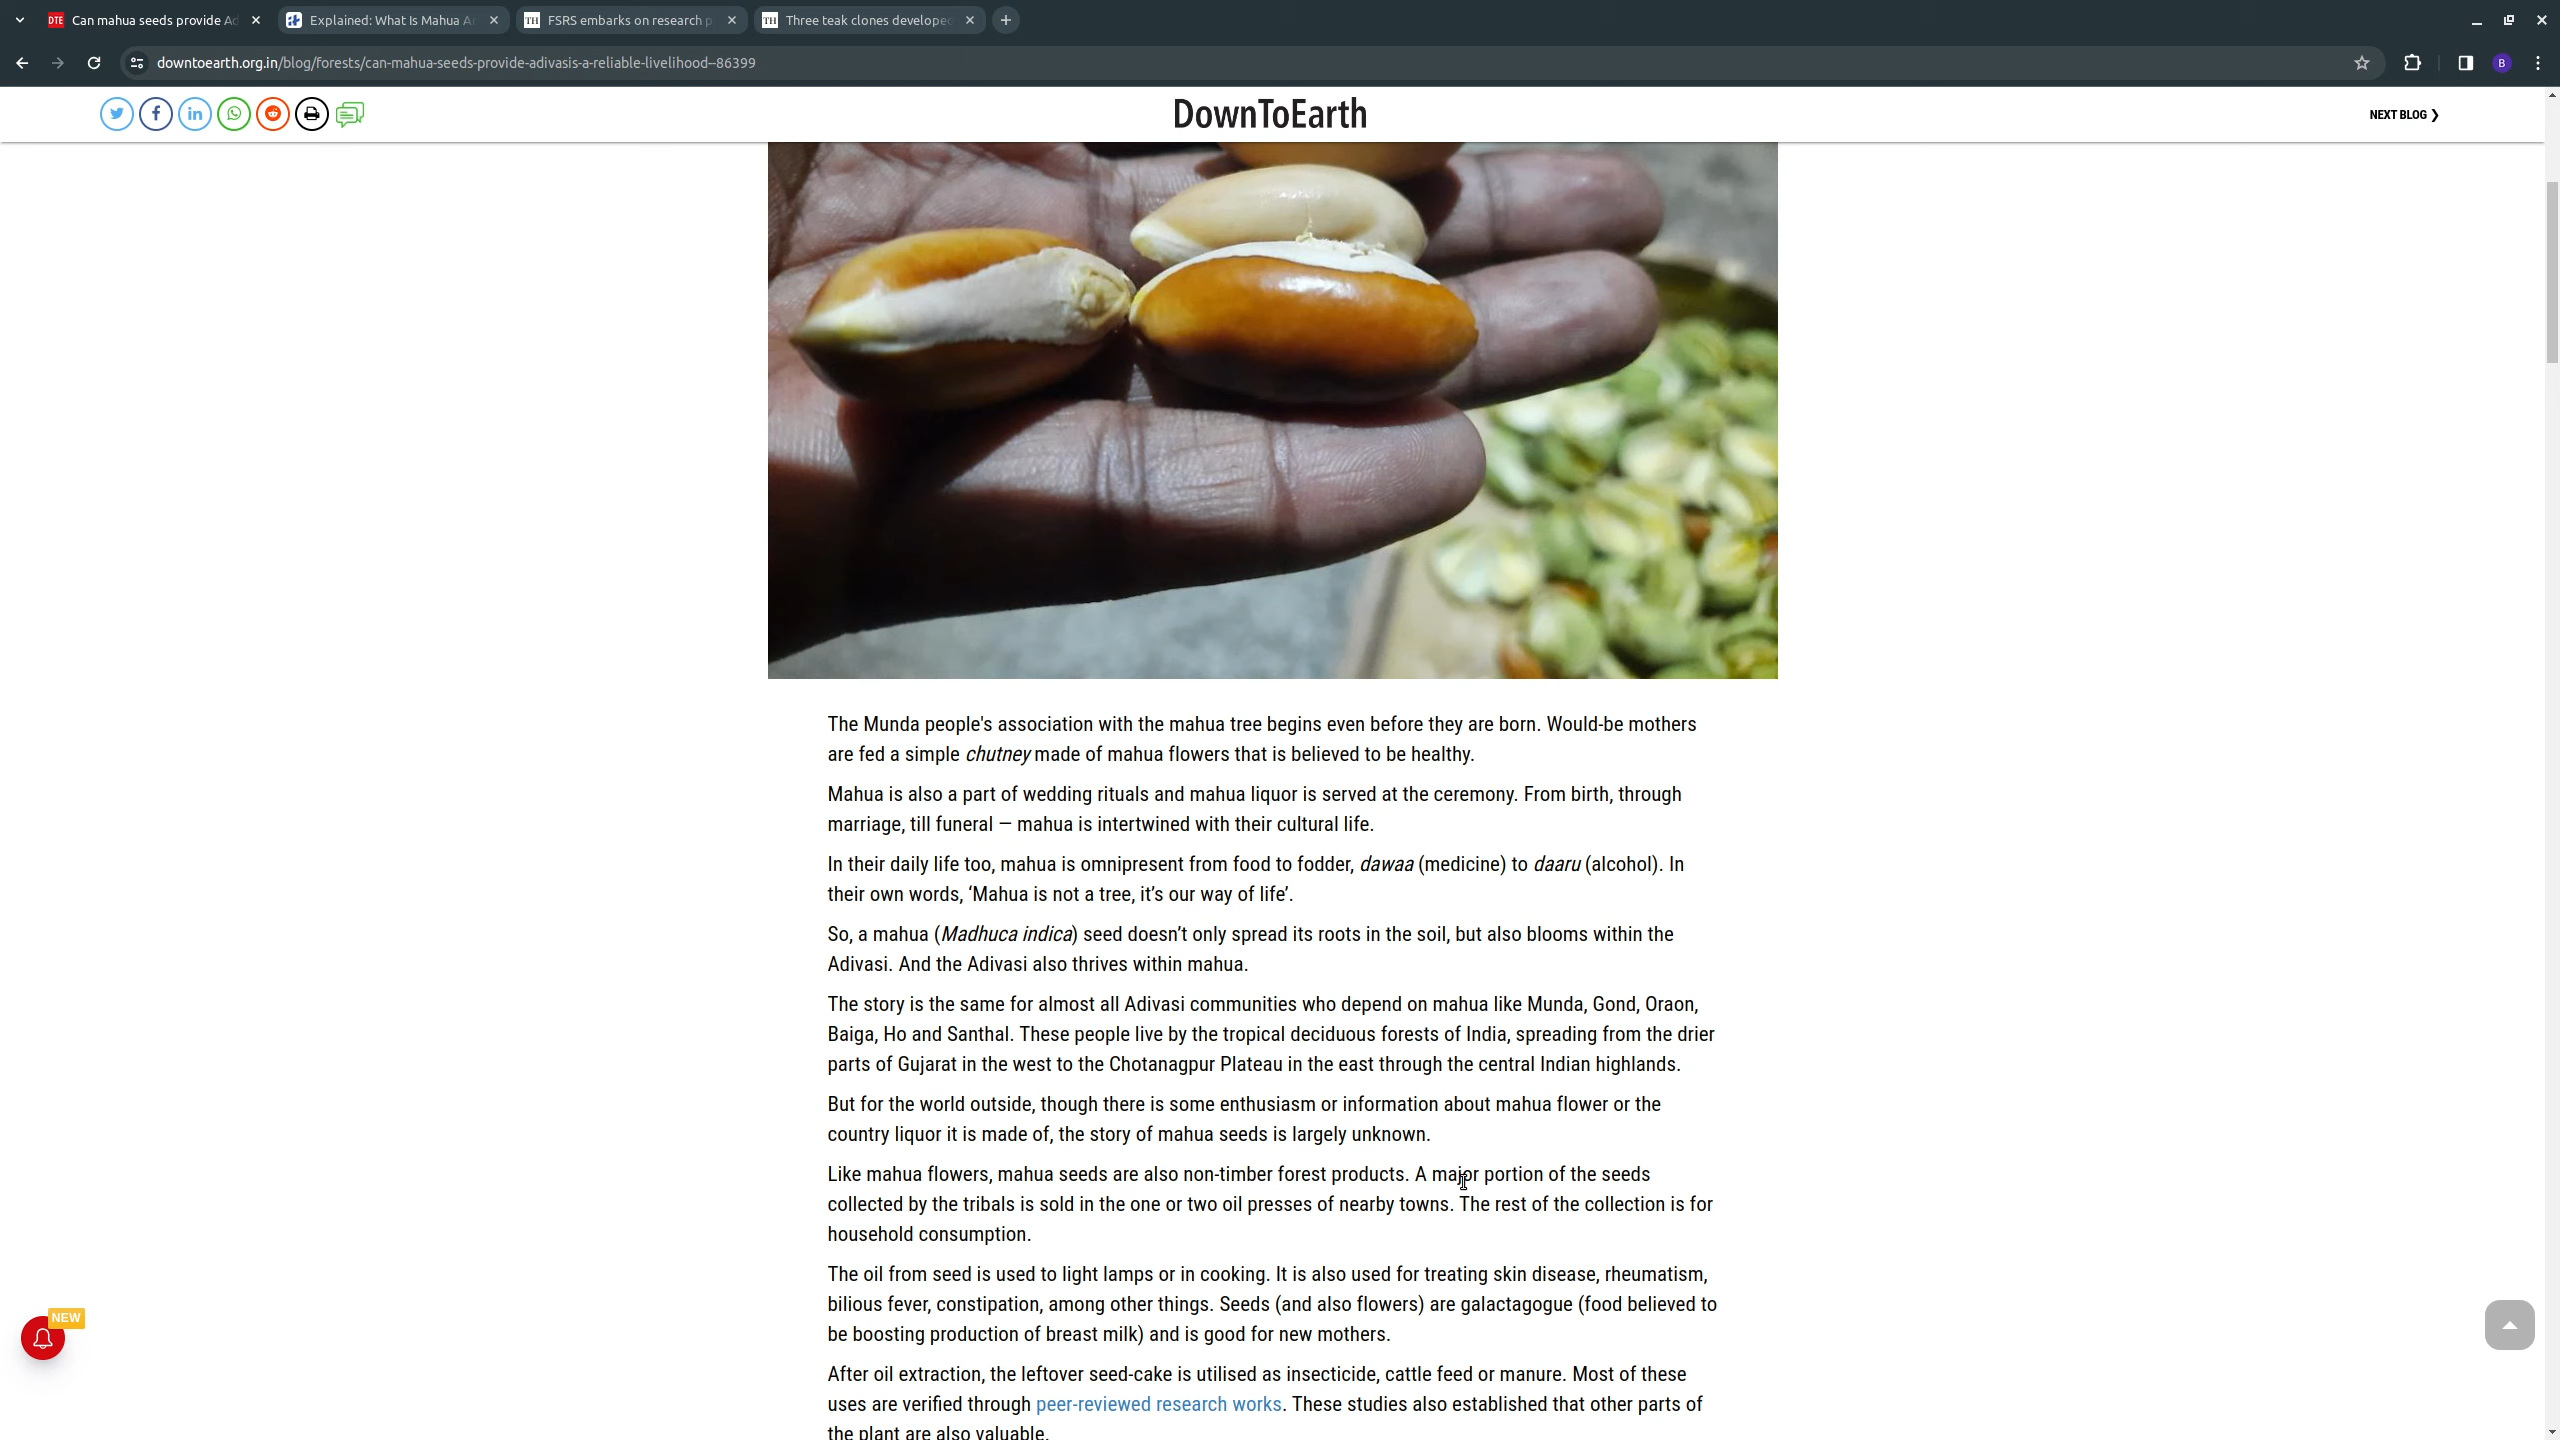 Can mahua seeds provide Ad
Explained: What Is Mahua A
TH
FSRS embarks on research p
TH
Three teak clones develope
DTE
downtoearth.org.in/blog/forests/can-mahua-seeds-provide-adivasis-a-reliable-livelihood--86399
B
DownToEarth
NEXT BLOG ❯
The Munda people's association with the mahua tree begins even before they are born. Would-be mothers
are fed a simple chutney made of mahua flowers that is believed to be healthy.
Mahua is also a part of wedding rituals and mahua liquor is served at the ceremony. From birth, through
marriage, till funeral — mahua is intertwined with their cultural life.
In their daily life too, mahua is omnipresent from food to fodder, dawaa (medicine) to daaru (alcohol). In
their own words, ‘Mahua is not a tree, it’s our way of life’.
So, a mahua (Madhuca indica) seed doesn’t only spread its roots in the soil, but also blooms within the
Adivasi. And the Adivasi also thrives within mahua.
The story is the same for almost all Adivasi communities who depend on mahua like Munda, Gond, Oraon,
Baiga, Ho and Santhal. These people live by the tropical deciduous forests of India, spreading from the drier
parts of Gujarat in the west to the Chotanagpur Plateau in the east through the central Indian highlands.
But for the world outside, though there is some enthusiasm or information about mahua flower or the
country liquor it is made of, the story of mahua seeds is largely unknown.
Like mahua flowers, mahua seeds are also non-timber forest products. A major portion of the seeds
collected by the tribals is sold in the one or two oil presses of nearby towns. The rest of the collection is for
household consumption.
The oil from seed is used to light lamps or in cooking. It is also used for treating skin disease, rheumatism,
bilious fever, constipation, among other things. Seeds (and also flowers) are galactagogue (food believed to
be boosting production of breast milk) and is good for new mothers.
NEW
After oil extraction, the leftover seed-cake is utilised as insecticide, cattle feed or manure. Most of these
uses are verified through peer-reviewed research works. These studies also established that other parts of
the plant are also valuable.